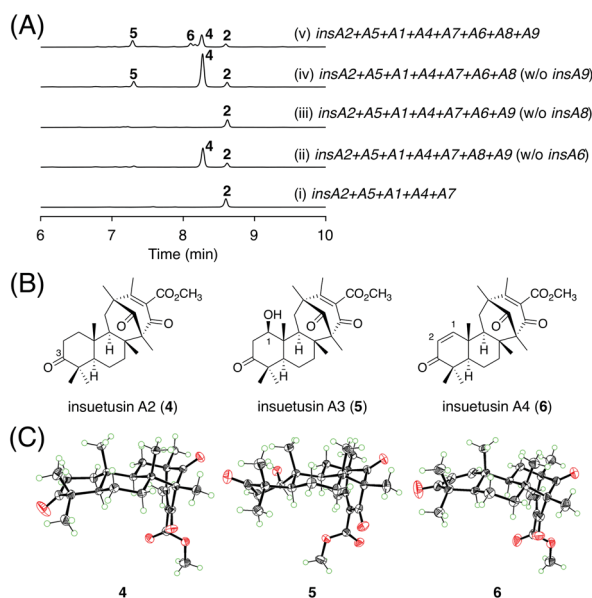 (A)
5 6 4 2 (v) insA2+A5+A1+A4+A7+A6+A8+A9
5 4 2 (iv) insA2+A5+A1+A4+A7+A6+A8 (w/o insA9)
2 (iii) insA2+A5+A1+A4+A7+A6+A9 (w/o insA8)
4 2 (ii) insA2+A5+A1+A4+A7+A8+A9 (w/o insA6)
2 (i) insA2+A5+A1+A4+A7
6 7 8 9 10
Time (min)
(B)
CO2CH3 CO2CH3 CO2CH3
OH
O O O O O O
1 1 2
3
H H H
O O O
H H H
insuetusin A2 (4) insuetusin A3 (5) insuetusin A4 (6)
(C)
4 5 6